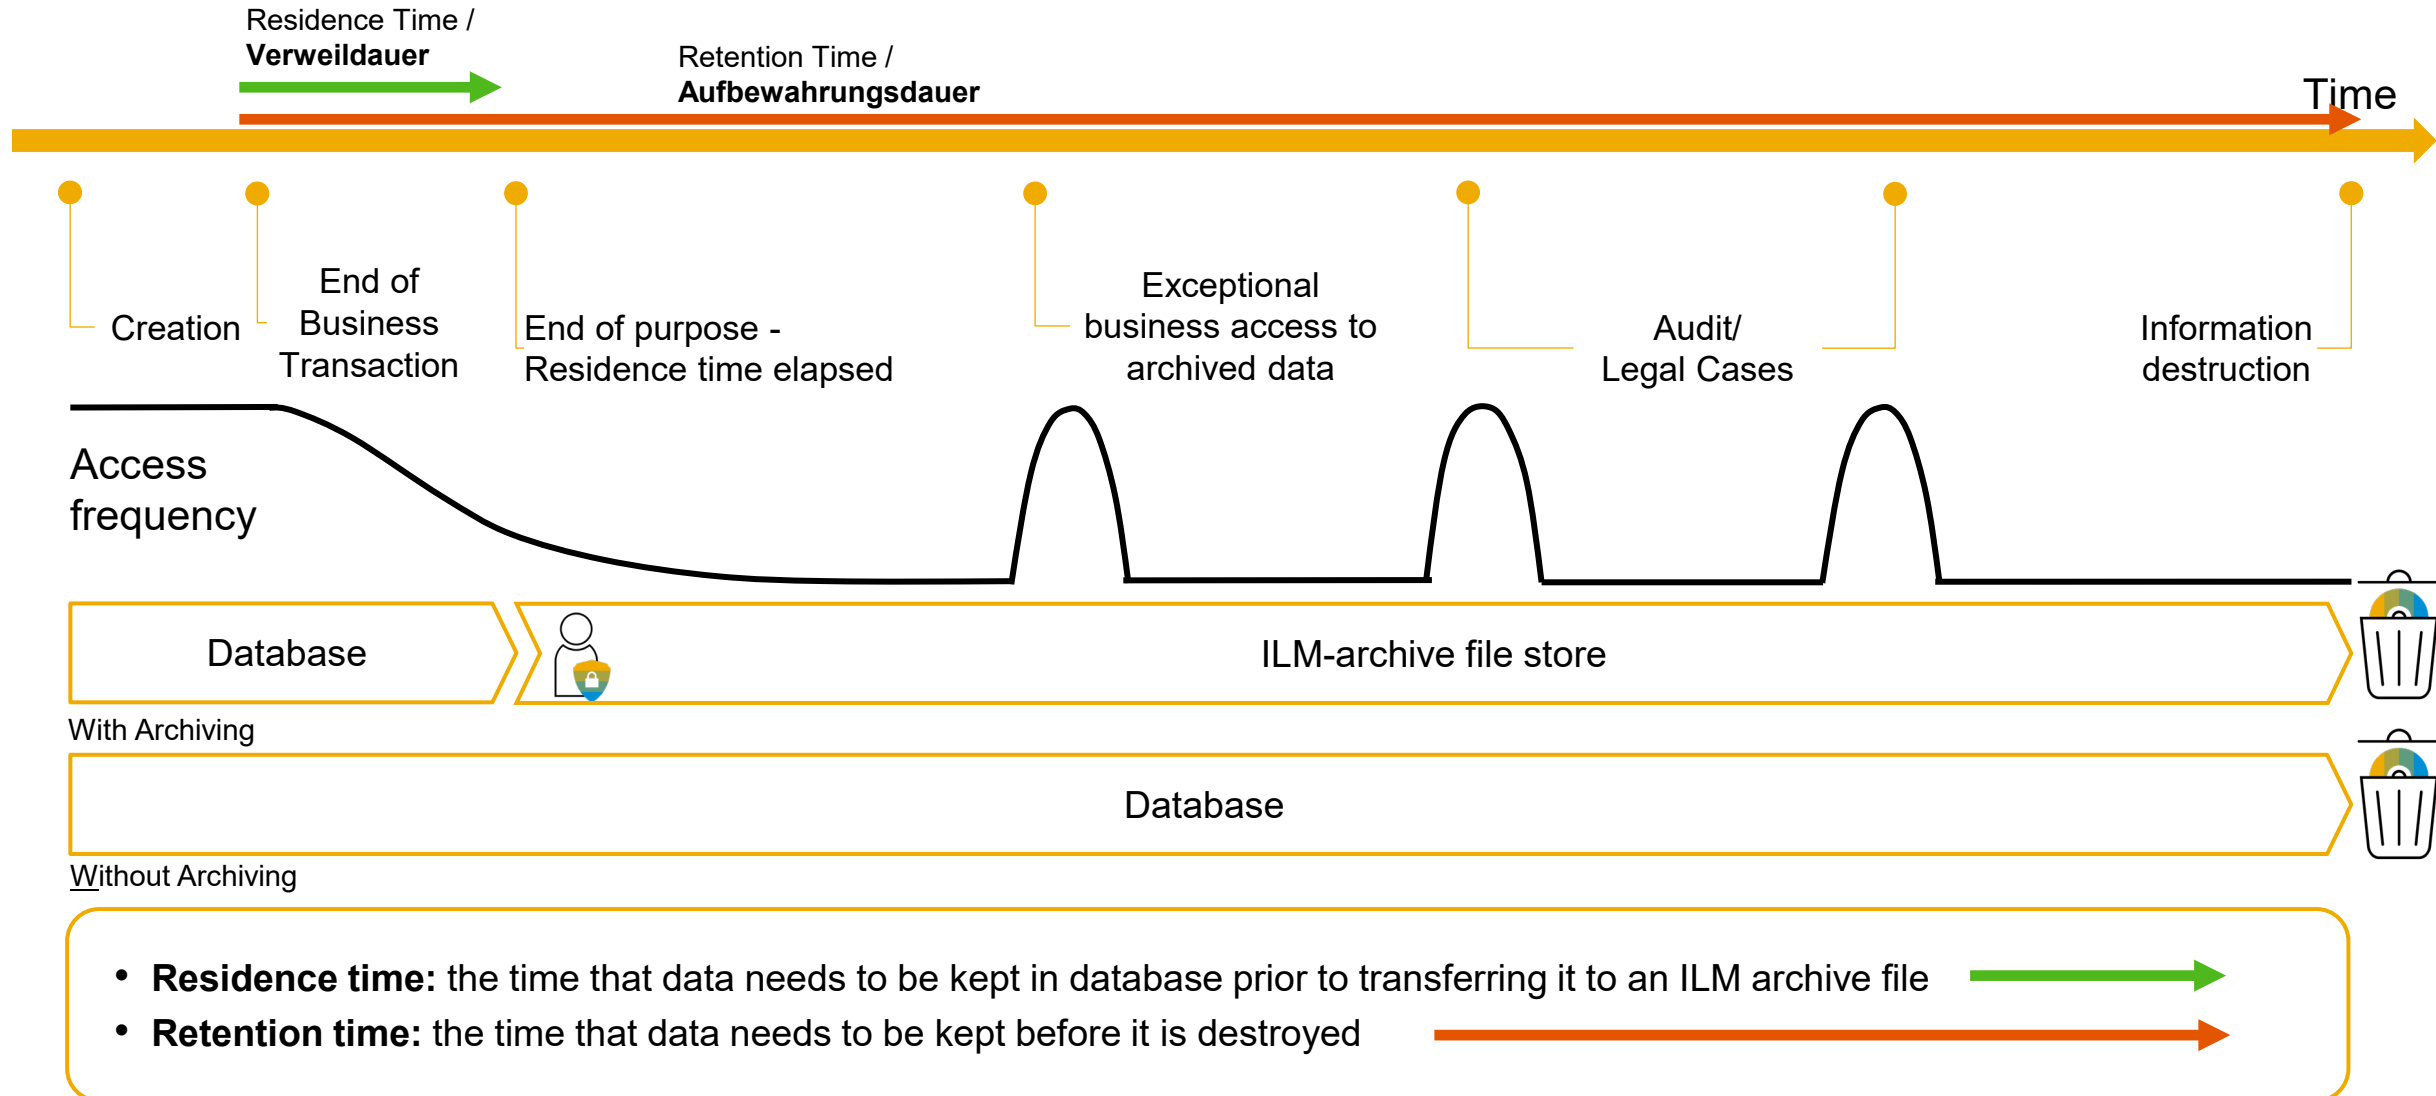 Residence Time /
Verweildauer
Retention Time /
Aufbewahrungsdauer
Time
Creation
End of
Business
Transaction
End of purpose -
Residence time elapsed
Exceptional
business access to
archived data
Audit/
Legal Cases
Information
destruction
Access
frequency
Database
ILM-archive file store
With Archiving
Database
Without Archiving
• Residence time: the time that data needs to be kept in database prior to transferring it to an ILM archive file
• Retention time: the time that data needs to be kept before it is destroyed